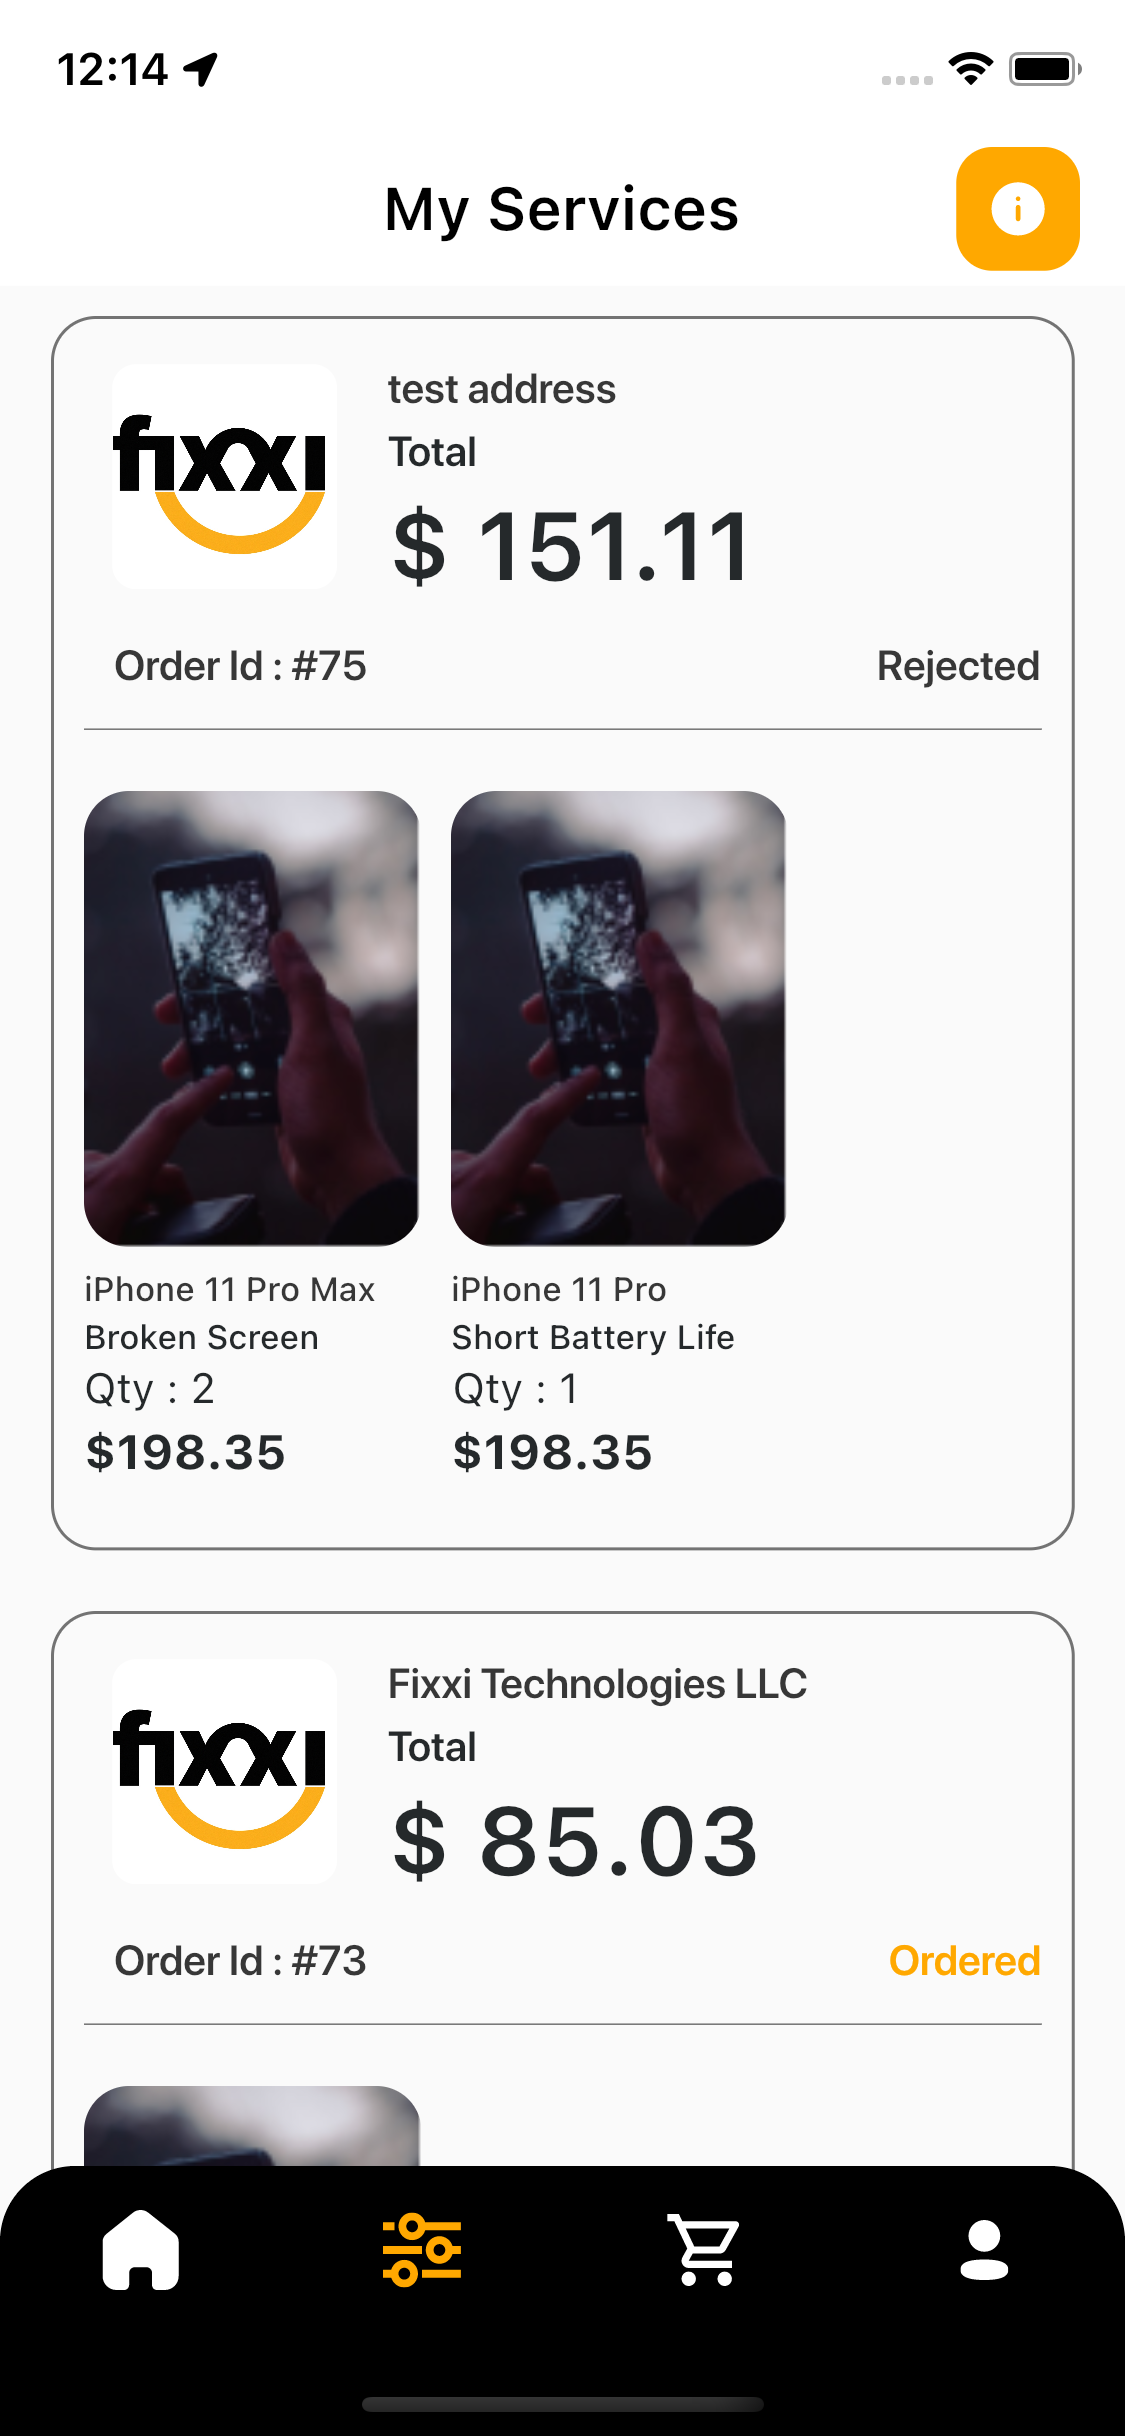 12:14
My Services
fixxi
test address
Total
$ 151.11
Order Id : #75
Rejected
iPhone 11 Pro Max
Broken Screen
Qty : 2
$198.35
iPhone 11 Pro
Short Battery Life
Qty : 1
$198.35
fixxi
Fixxi Technologies LLC
Total
$ 85.03
Order Id : #73
Ordered